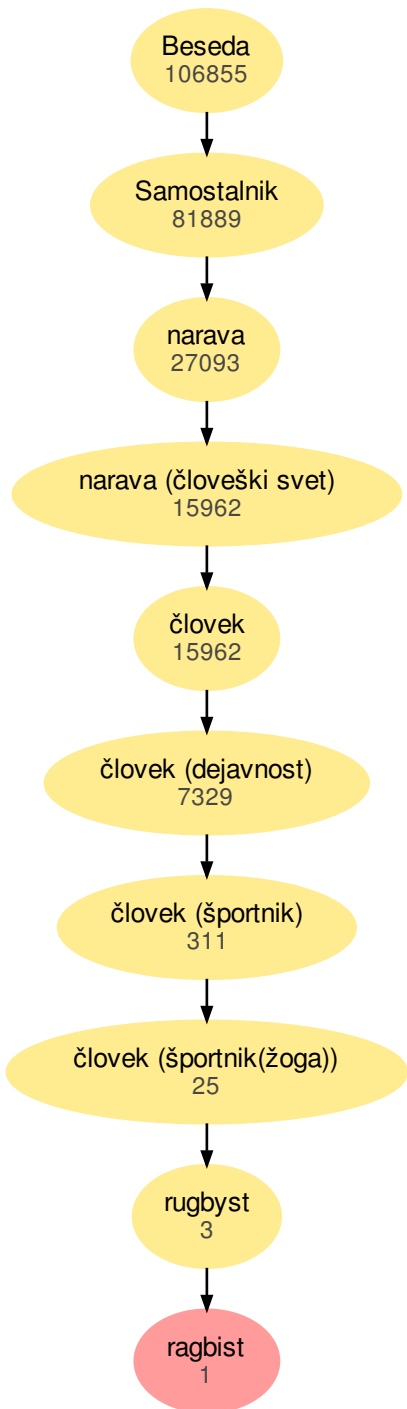 Beseda
106855
Samostalnik
81889
narava
27093
narava (človeški svet)
15962
človek
15962
človek (dejavnost)
7329
človek (športnik)
311
človek (športnik(žoga))
25
rugbyst
3
ragbist
1